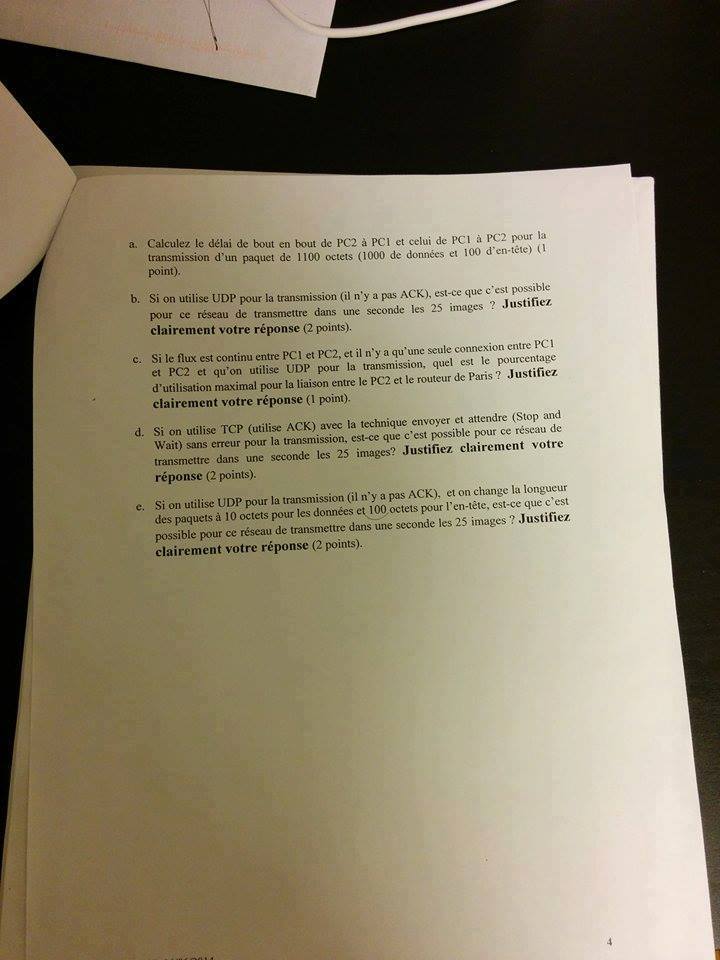 a. Calculez le délai de bout en bout de PC2 à PC1 et celui de PC1 à PC2 pour la
transmission d'un paquet de 1100 octets (1000 de données et 100 d'en-tête) (1
point).
b. Si on utilise UDP pour la transmission (il n'y a pas ACK), est-ce que c'est possible
pour ce réseau de transmettre dans une seconde les 25 images ? Justifiez
clairement votre réponse (2 points).
c. Si le flux est continu entre PC1 et PC2, et il n'y a qu'une seule connexion entre PC1
et PC2 et qu'on utilise UDP pour la transmission, quel est le pourcentage
d'utilisation maximal pour la liaison entre le PC2 et le routeur de Paris ? Justifiez
clairement votre réponse (1 point).
d. Si on utilise TCP (utilise ACK) avec la technique envoyer et attendre (Stop and
Wait) sans erreur pour la transmission, est-ce que c'est possible pour ce réseau de
transmettre dans une seconde les 25 images? Justifiez clairement votre
réponse (2 points).
e. Si on utilise UDP pour la transmission (il n'y a pas ACK), et on change la longueur
des paquets à 10 octets pour les données et 100 octets pour l'en-tête, est-ce que c'est
possible pour ce réseau de transmettre dans une seconde les 25 images ? Justifiez
clairement votre réponse (2 points).
4